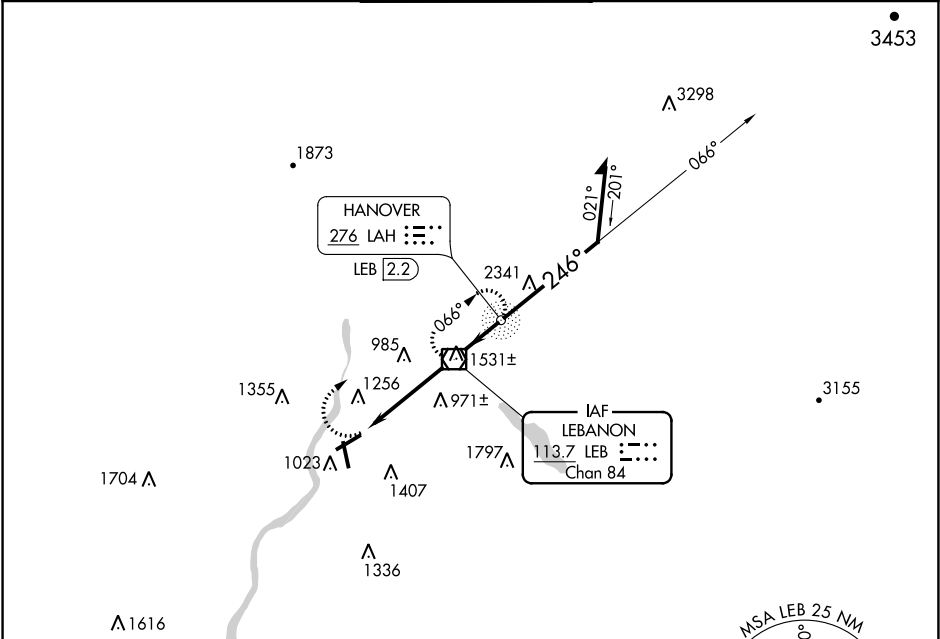 3453
3298
066°
1873
021°
201°
HANOVER
276 LAH
LEB 2.2
2341
246°
066°
985
1531±
1355
1256
971±
3155
IAF
LEBANON
113.7 LEB
Chan 84
1023
1797
1704
1407
1336
1616
MSA LEB 25 NM